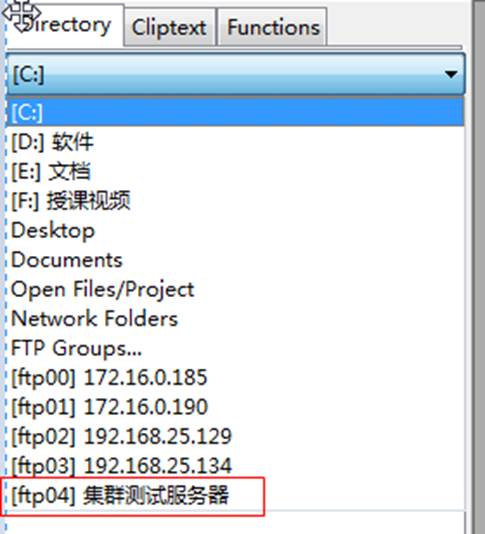 Directory Cliptext Functions
[C:]
[C:]
[D:] 软件
[E:] 文档
[F:] 授课视频
Desktop
Documents
Open Files/Project
Network Folders
FTP Groups...
[ftp00] 172.16.0.185
[ftp01] 172.16.0.190
[ftp02] 192.168.25.129
[ftp03] 192.168.25.134
[ftp04] 集群测试服务器